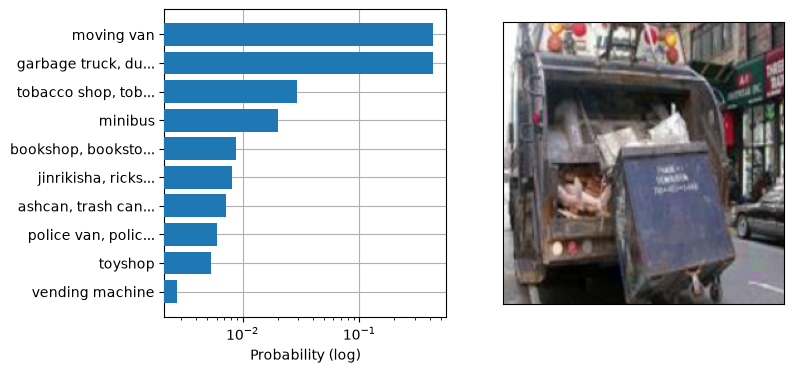 moving van
garbage truck, du...
tobacco shop, tob...
minibus
bookshop, booksto...
jinrikisha, ricks...
ashcan, trash can...
police van, polic...
toyshop
vending machine
10⁻²
10⁻¹
Probability (log)
THREE